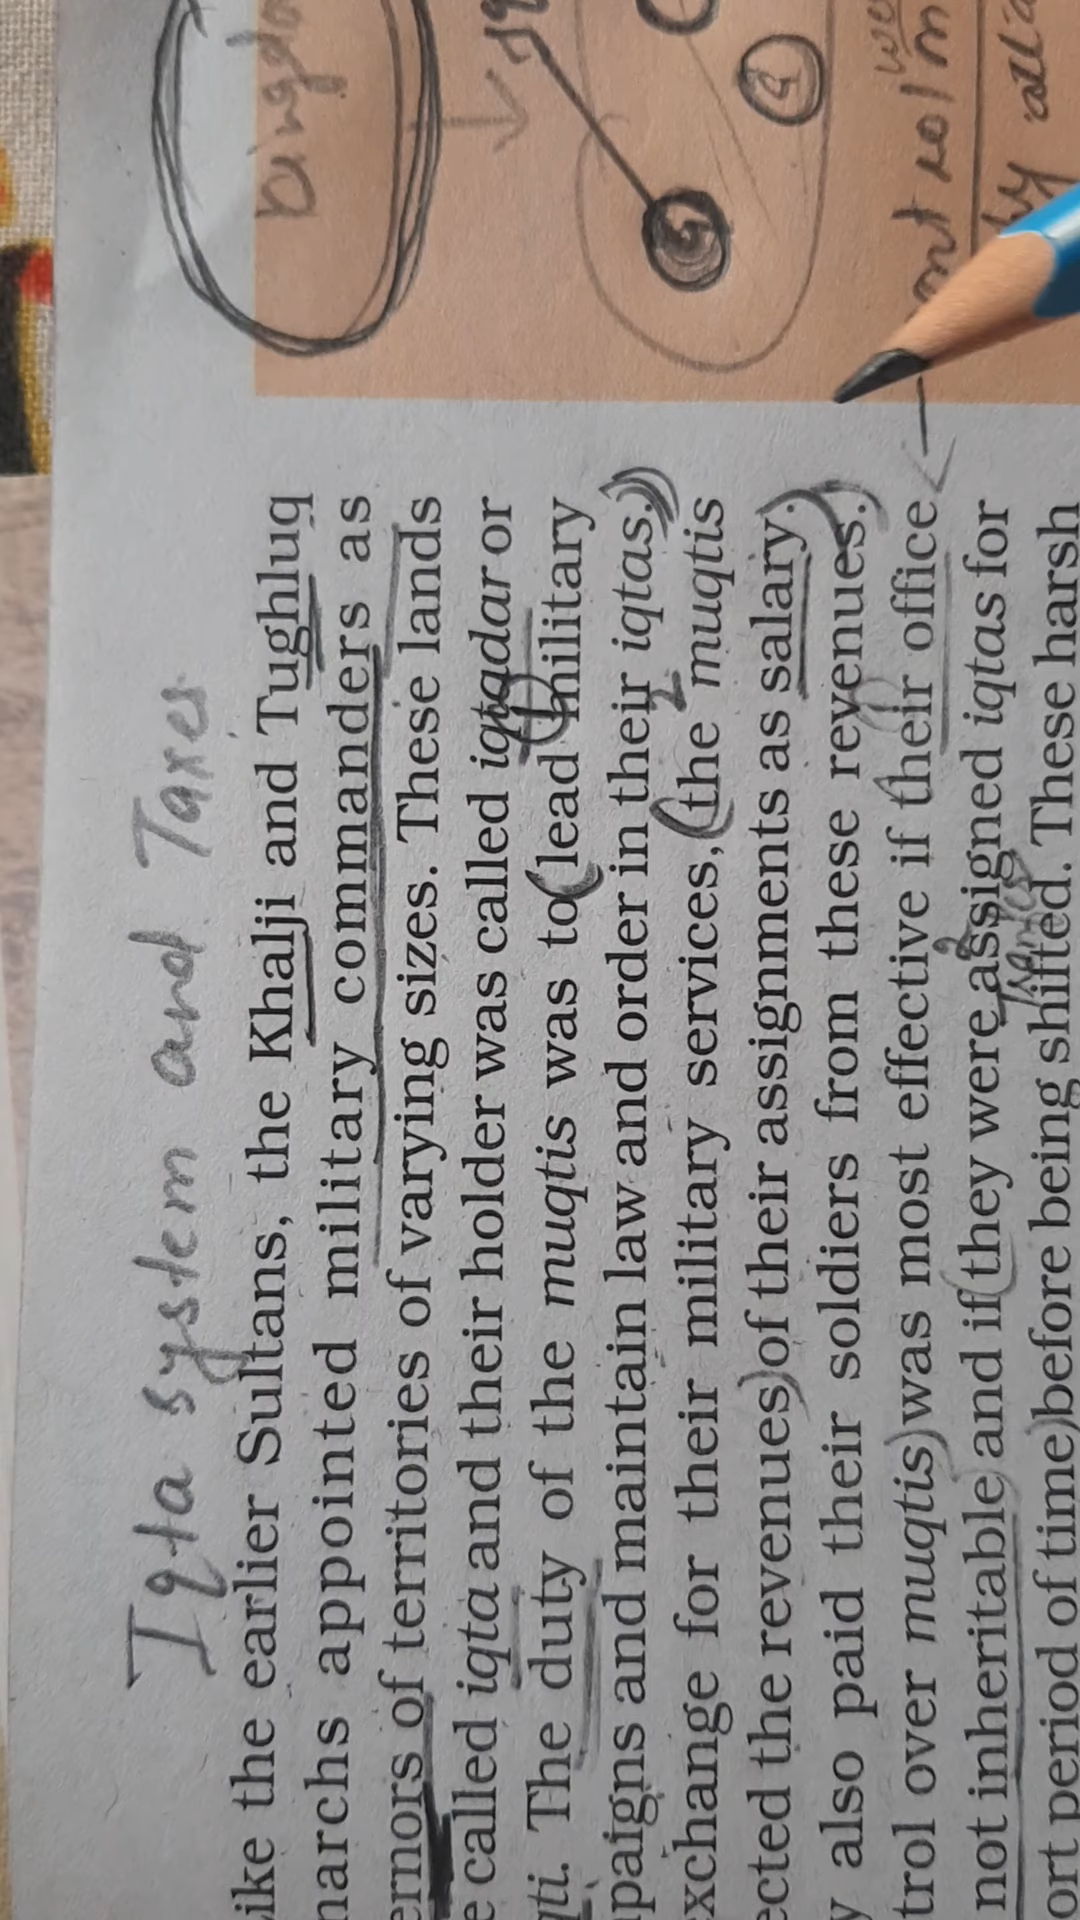 Iqta system and Taxes
ike the earlier Sultans, the Khalji and Tughluq
narchs appointed military commanders as
ernors of territories of varying sizes. These lands
e called iqta and their holder was called iqtadar or
qti. The duty of the muqtis was to (lead military
paigns and maintain law and order in their iqtas.)
xchange for their military services, (the muqtis
ected the revenues) of their assignments as salary.
y also paid their soldiers from these revenues.)
trol over muqtis) was most effective if their office
not inheritable and if (they were assigned iqtas for
ort period of time) before being shifted. These harsh
1
2
4
5
by